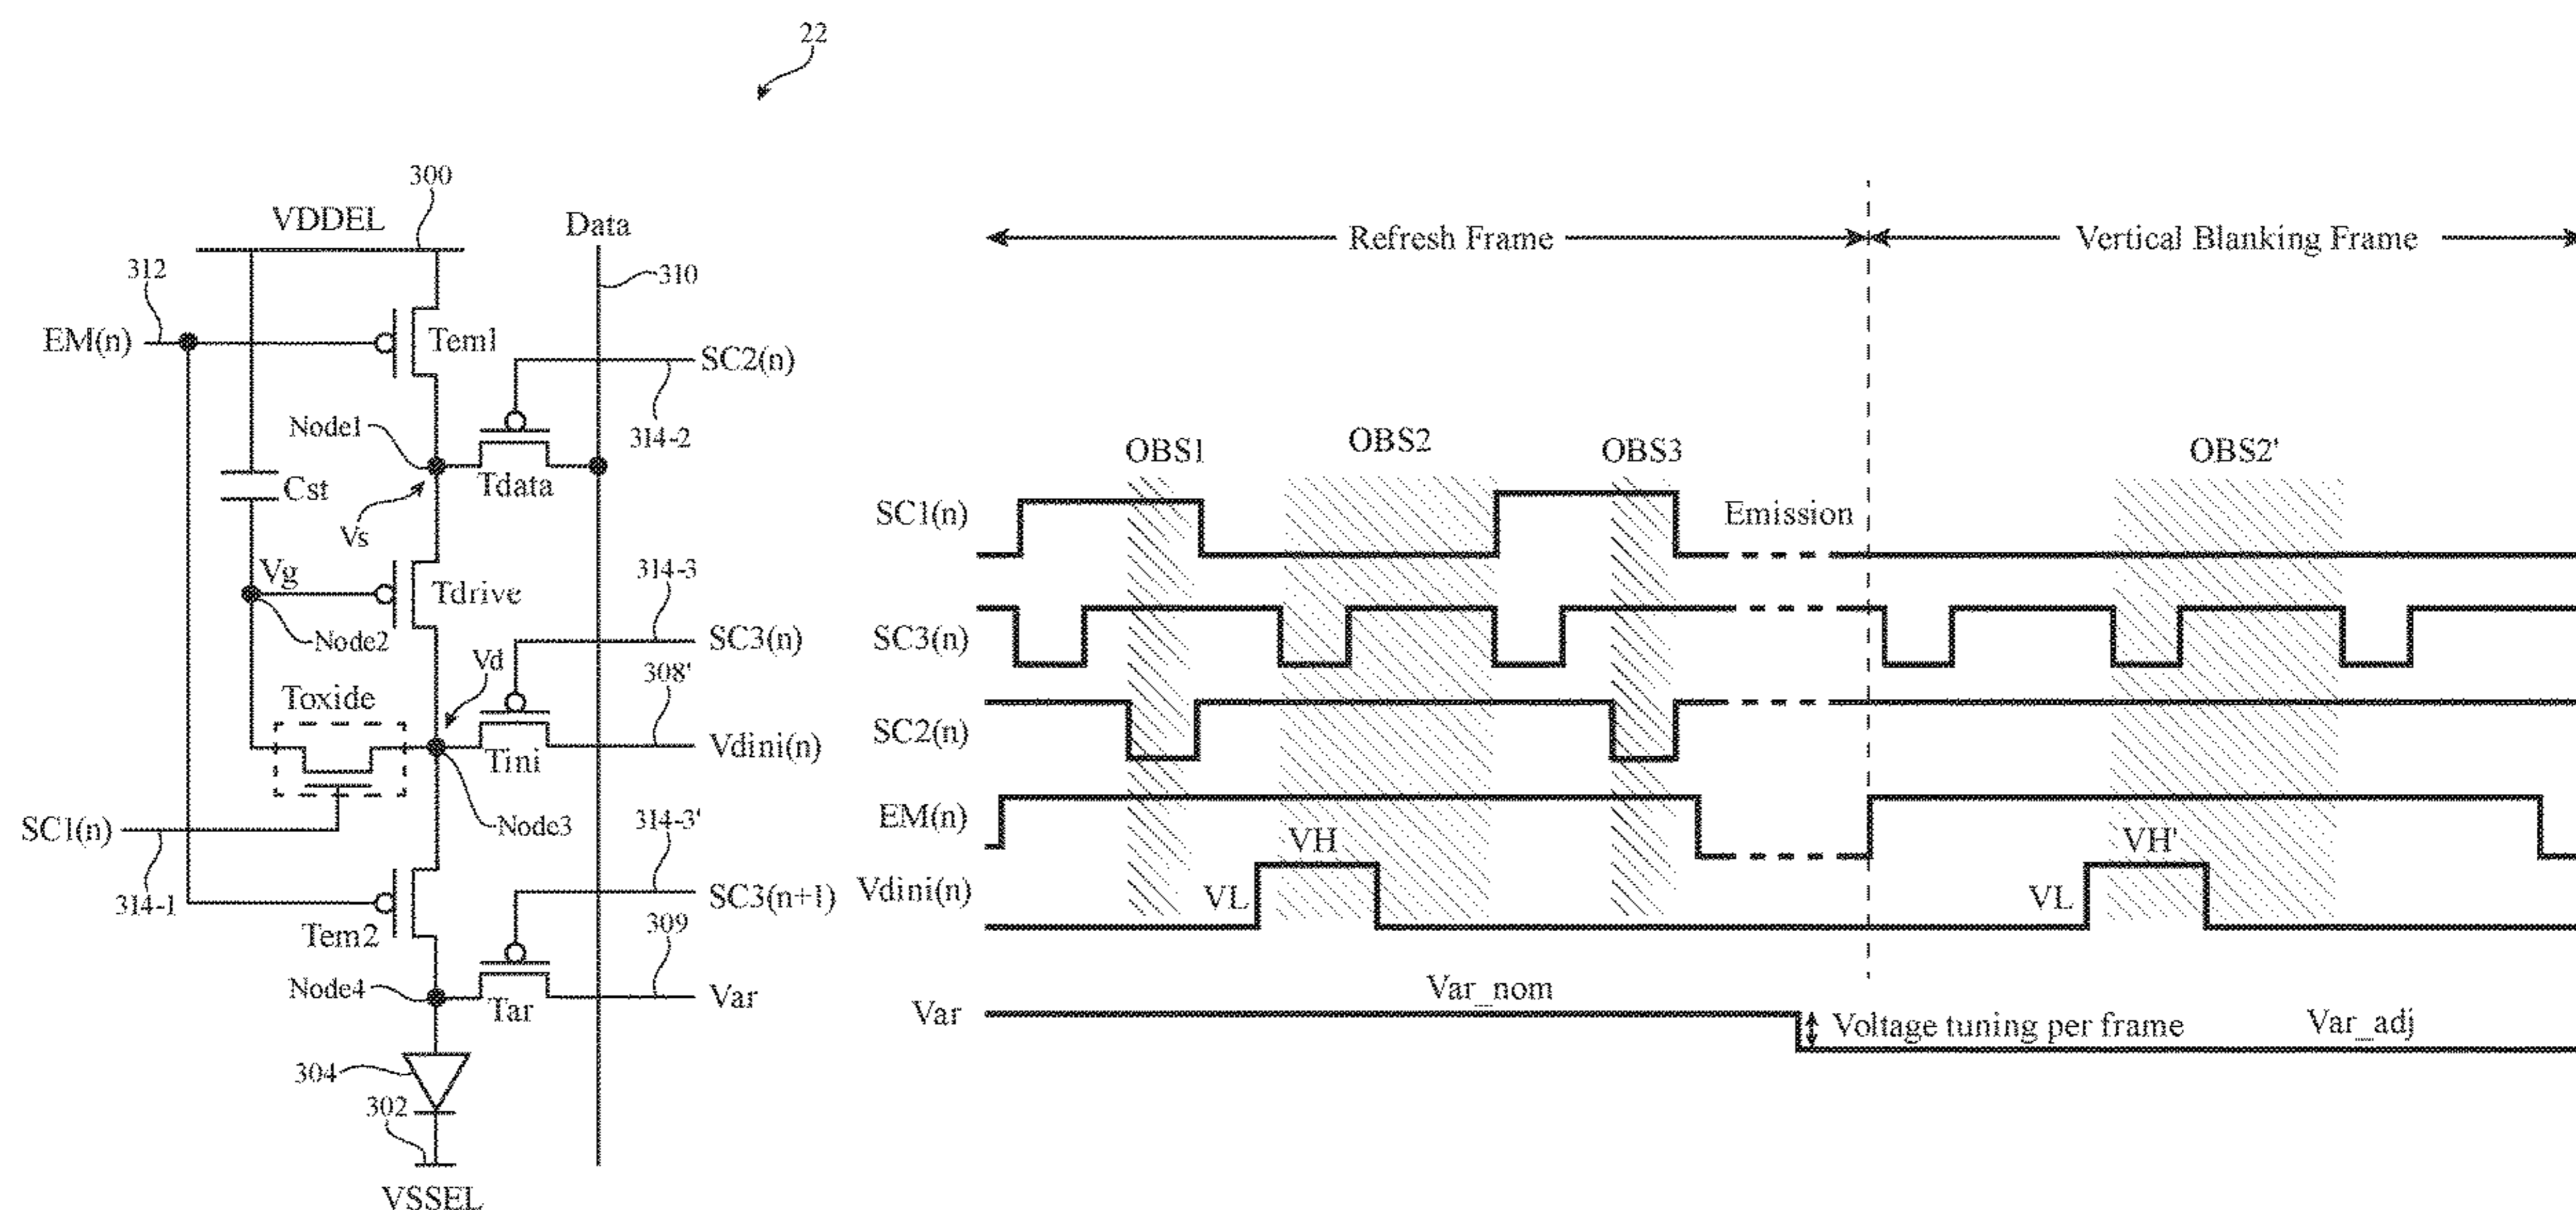 22
300
VDDEL
Data
312
310
EM(n)
Tem1
SC2(n)
Node1
314-2
Cst
Tdata
Vs
Vg
314-3
Tdrive
Node2
SC3(n)
Vd
308'
Toxide
Vdini(n)
Tini
314-3'
SC1(n)
Node3
314-1
SC3(n+1)
309
Tem2
Node4
Tar
Var
304
302
VSSEL
Refresh Frame
Vertical Blanking Frame
OBS1
OBS2
OBS3
OBS2'
SC1(n)
Emission
SC3(n)
SC2(n)
EM(n)
VH
VH'
Vdini(n)
VL
VL
Var_nom
Var
Voltage tuning per frame
Var_adj